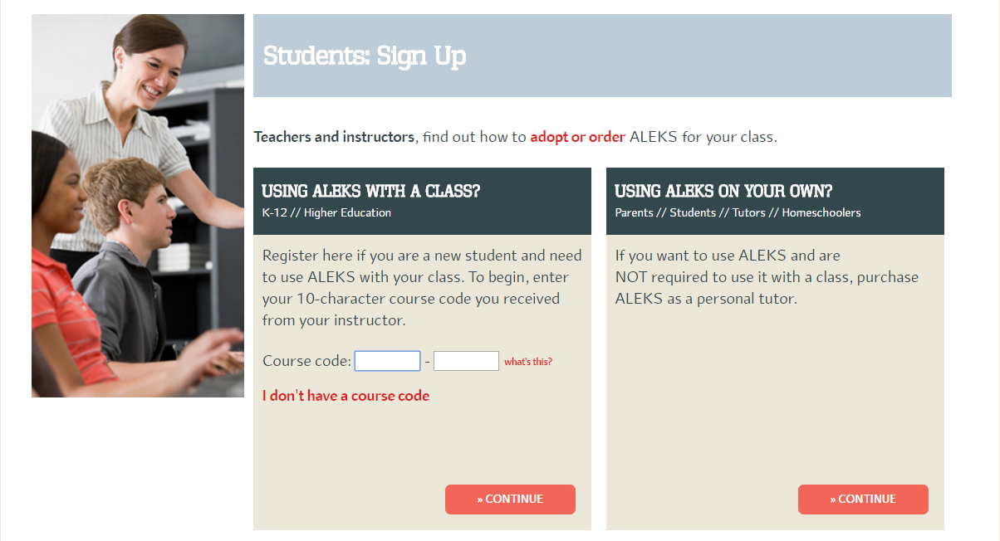 Students: Sign Up
Teachers and instructors, find out how to adopt or order ALEKS for your class.
USING ALEKS WITH A CLASS?
K-12 // Higher Education
Register here if you are a new student and need
to use ALEKS with your class. To begin, enter
your 10-character course code you received
from your instructor.
Course code: - what's this?
I don't have a course code
» CONTINUE
USING ALEKS ON YOUR OWN?
Parents // Students // Tutors // Homeschoolers
If you want to use ALEKS and are
NOT required to use it with a class, purchase
ALEKS as a personal tutor.
» CONTINUE